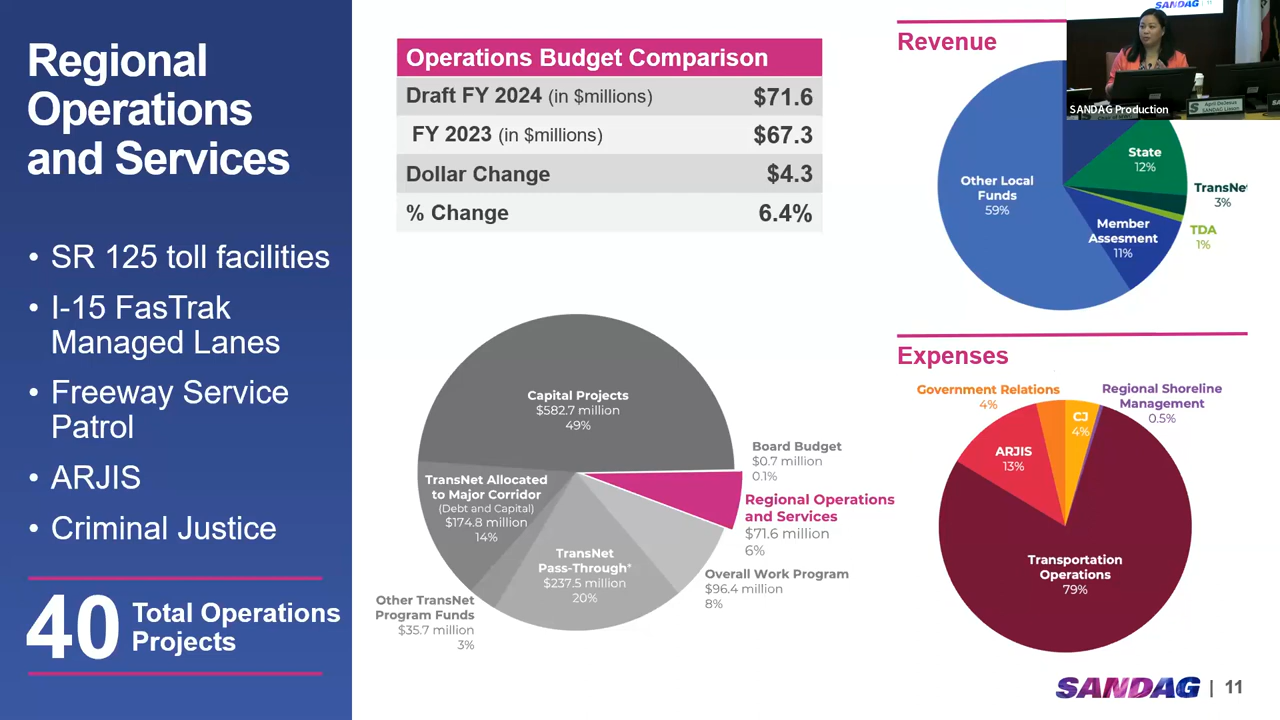 Regional
Operations
and Services
• SR 125 toll facilities
• I-15 FasTrak
Managed Lanes
• Freeway Service
Patrol
• ARJIS
• Criminal Justice
40 Total Operations
Projects
Operations Budget Comparison
Draft FY 2024 (in $millions) $71.6
FY 2023 (in $millions) $67.3
Dollar Change $4.3
% Change 6.4%
Capital Projects
$582.7 million
49%
Board Budget
$0.7 million
0.1%
Regional Operations
and Services
$71.6 million
6%
Overall Work Program
$96.4 million
8%
TransNet
Pass-Through*
$237.5 million
20%
Other TransNet
Program Funds
$35.7 million
3%
TransNet Allocated
to Major Corridor
(Debt and Capital)
$174.8 million
14%
Revenue
State
12%
TransNe
3%
TDA
1%
Member
Assesment
11%
Other Local
Funds
59%
Expenses
Government Relations
4%
CJ
4%
Regional Shoreline
Management
0.5%
ARJIS
13%
Transportation
Operations
79%
SANDAG
SANDAG Production
April DeJesus
SANDAG Liaison
SANDAG | 11